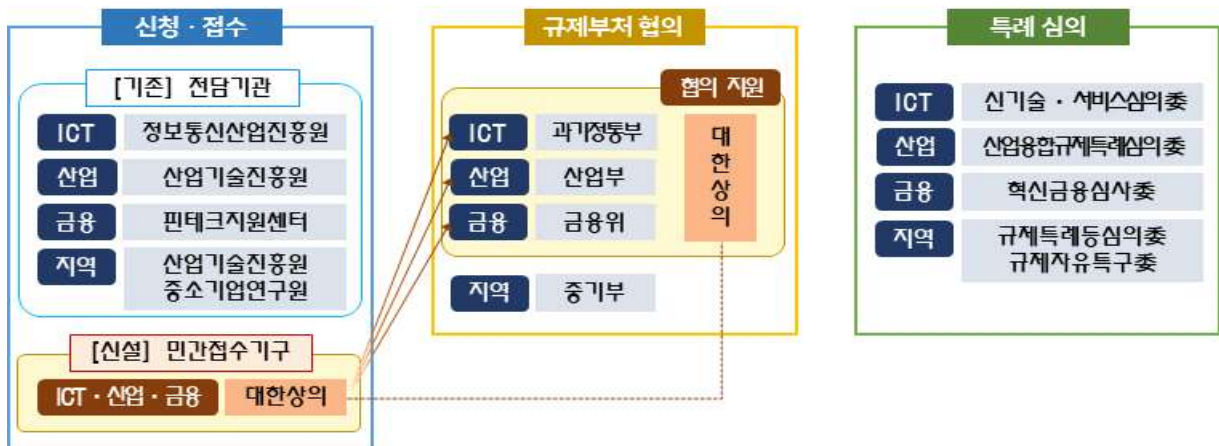 신청·접수
[기존] 전담기관
ICT 정보통신산업진흥원
산업 산업기술진흥원
금융 핀테크지원센터
지역 산업기술진흥원
중소기업연구원
[신설] 민간접수기구
ICT·산업·금융 대한상의
규제부처 협의
협의 지원
ICT 과기정통부
산업 산업부
금융 금융위
대한상의
지역 중기부
특례 심의
ICT 신기술·서비스심의委
산업 산업융합규제특례심의委
금융 혁신금융심사委
지역 규제특례등심의委
규제자유특구委